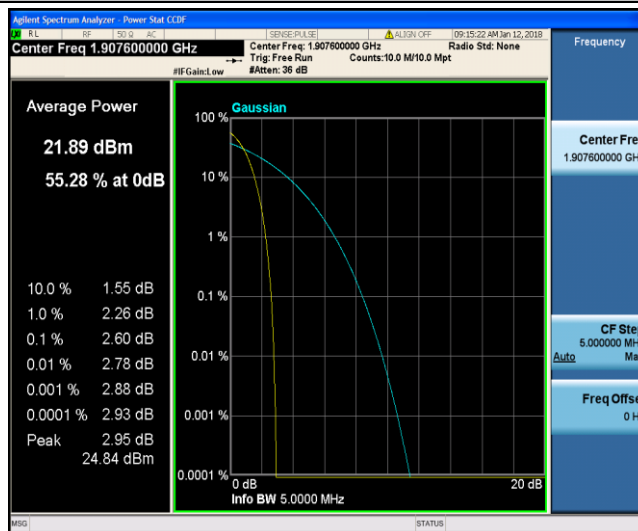 Agilent Spectrum Analyzer - Power Stat CCDF
RL RF 50 Ω AC SENSE:PULSE ALIGN OFF 09:15:22 AM Jan 12, 2018
Center Freq 1.907600000 GHz
Center Freq: 1.907600000 GHz Radio Std: None
Trig: Free Run Counts:10.0 M/10.0 Mpt
#IFGain:Low #Atten: 36 dB
Frequency
Average Power
21.89 dBm
55.28 % at 0dB
10.0 % 1.55 dB
1.0 % 2.26 dB
0.1 % 2.60 dB
0.01 % 2.78 dB
0.001 % 2.88 dB
0.0001 % 2.93 dB
Peak 2.95 dB
24.84 dBm
Gaussian
100 %
10 %
1 %
0.1 %
0.01 %
0.001 %
0.0001 %
0 dB 20 dB
Info BW 5.0000 MHz
Center Fre
1.907600000 GH
CF Ste
5.000000 MH
Auto Ma
Freq Offse
0 H
MSG STATUS